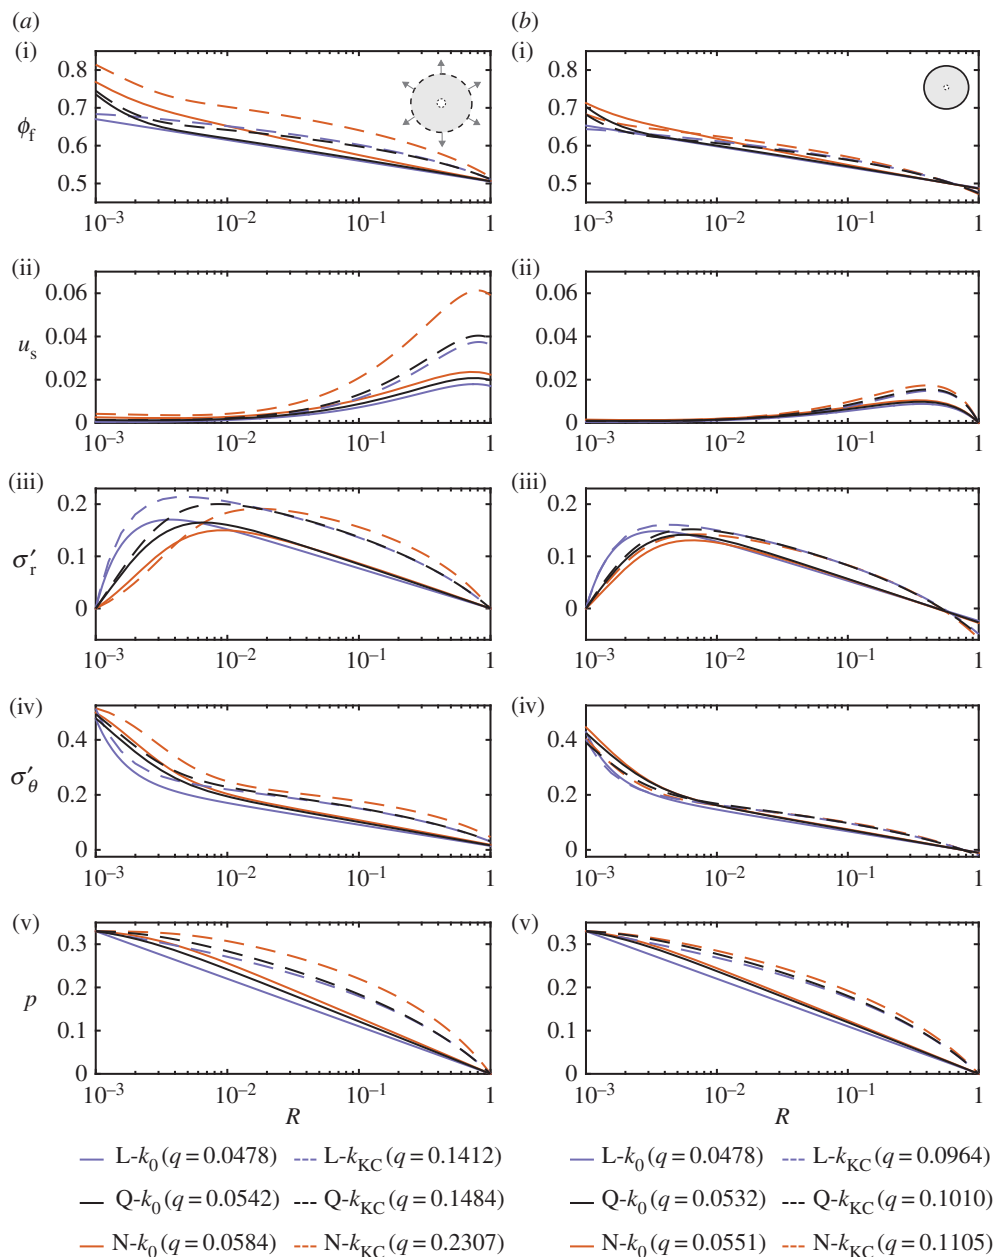 (a)
(i)
0.8
0.7
0.6
0.5
ϕf
10⁻³ 10⁻² 10⁻¹ 1
(ii)
0.06
0.04
0.02
0
us
10⁻³ 10⁻² 10⁻¹ 1
(iii)
0.2
0.1
0
σ′r
10⁻³ 10⁻² 10⁻¹ 1
(iv)
0.4
0.2
0
σ′θ
10⁻³ 10⁻² 10⁻¹ 1
(v)
0.3
0.2
0.1
0
p
10⁻³ 10⁻² 10⁻¹ 1
R
L-k0 (q = 0.0478) L-kKC (q = 0.1412)
Q-k0 (q = 0.0542) Q-kKC (q = 0.1484)
N-k0 (q = 0.0584) N-kKC (q = 0.2307)
(b)
(i)
0.8
0.7
0.6
0.5
10⁻³ 10⁻² 10⁻¹ 1
(ii)
0.06
0.04
0.02
0
10⁻³ 10⁻² 10⁻¹ 1
(iii)
0.2
0.1
0
10⁻³ 10⁻² 10⁻¹ 1
(iv)
0.4
0.2
0
10⁻³ 10⁻² 10⁻¹ 1
(v)
0.3
0.2
0.1
0
10⁻³ 10⁻² 10⁻¹ 1
R
L-k0 (q = 0.0478) L-kKC (q = 0.0964)
Q-k0 (q = 0.0532) Q-kKC (q = 0.1010)
N-k0 (q = 0.0551) N-kKC (q = 0.1105)